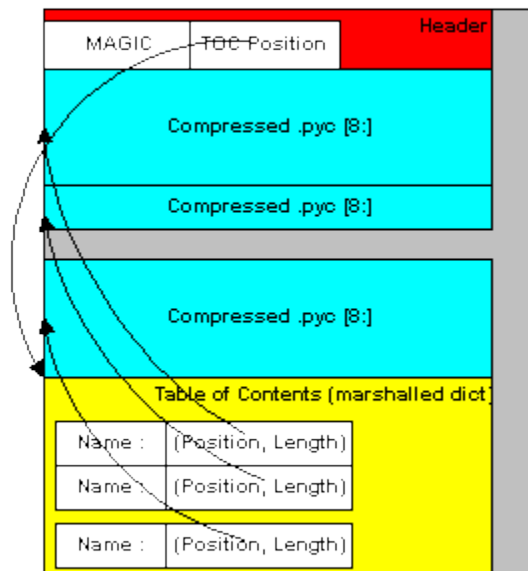 Header
MAGIC TOC Position
Compressed .pyc [8:]
Compressed .pyc [8:]
Compressed .pyc [8:]
Table of Contents (marshalled dict)
Name : (Position, Length)
Name : (Position, Length)
Name : (Position, Length)